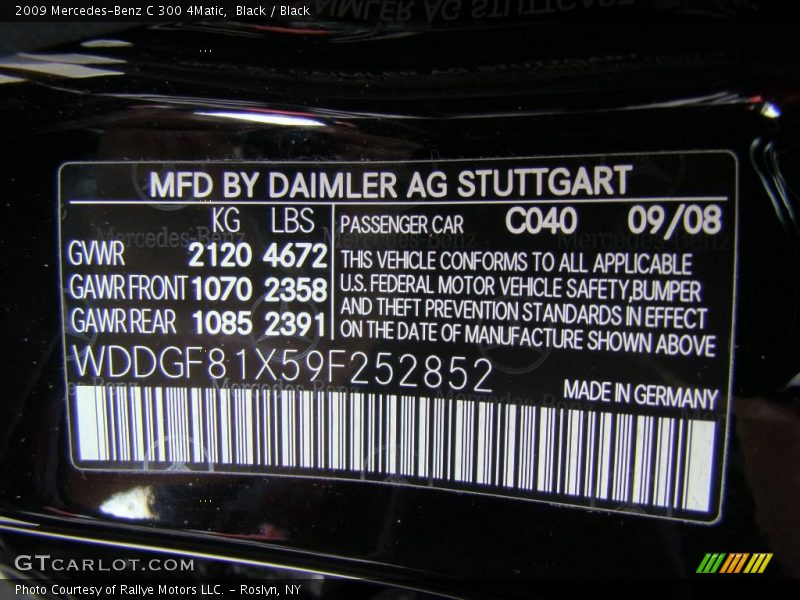 2009 Mercedes-Benz C 300 4Matic, Black / Black
MFD BY DAIMLER AG STUTTGART
KG LBS
GVWR 2120 4672
GAWR FRONT 1070 2358
GAWR REAR 1085 2391
PASSENGER CAR C040 09/08
THIS VEHICLE CONFORMS TO ALL APPLICABLE
U.S. FEDERAL MOTOR VEHICLE SAFETY,BUMPER
AND THEFT PREVENTION STANDARDS IN EFFECT
ON THE DATE OF MANUFACTURE SHOWN ABOVE
WDDGF81X59F252852
MADE IN GERMANY
GTCARLOT.COM
Photo Courtesy of Rallye Motors LLC. - Roslyn, NY